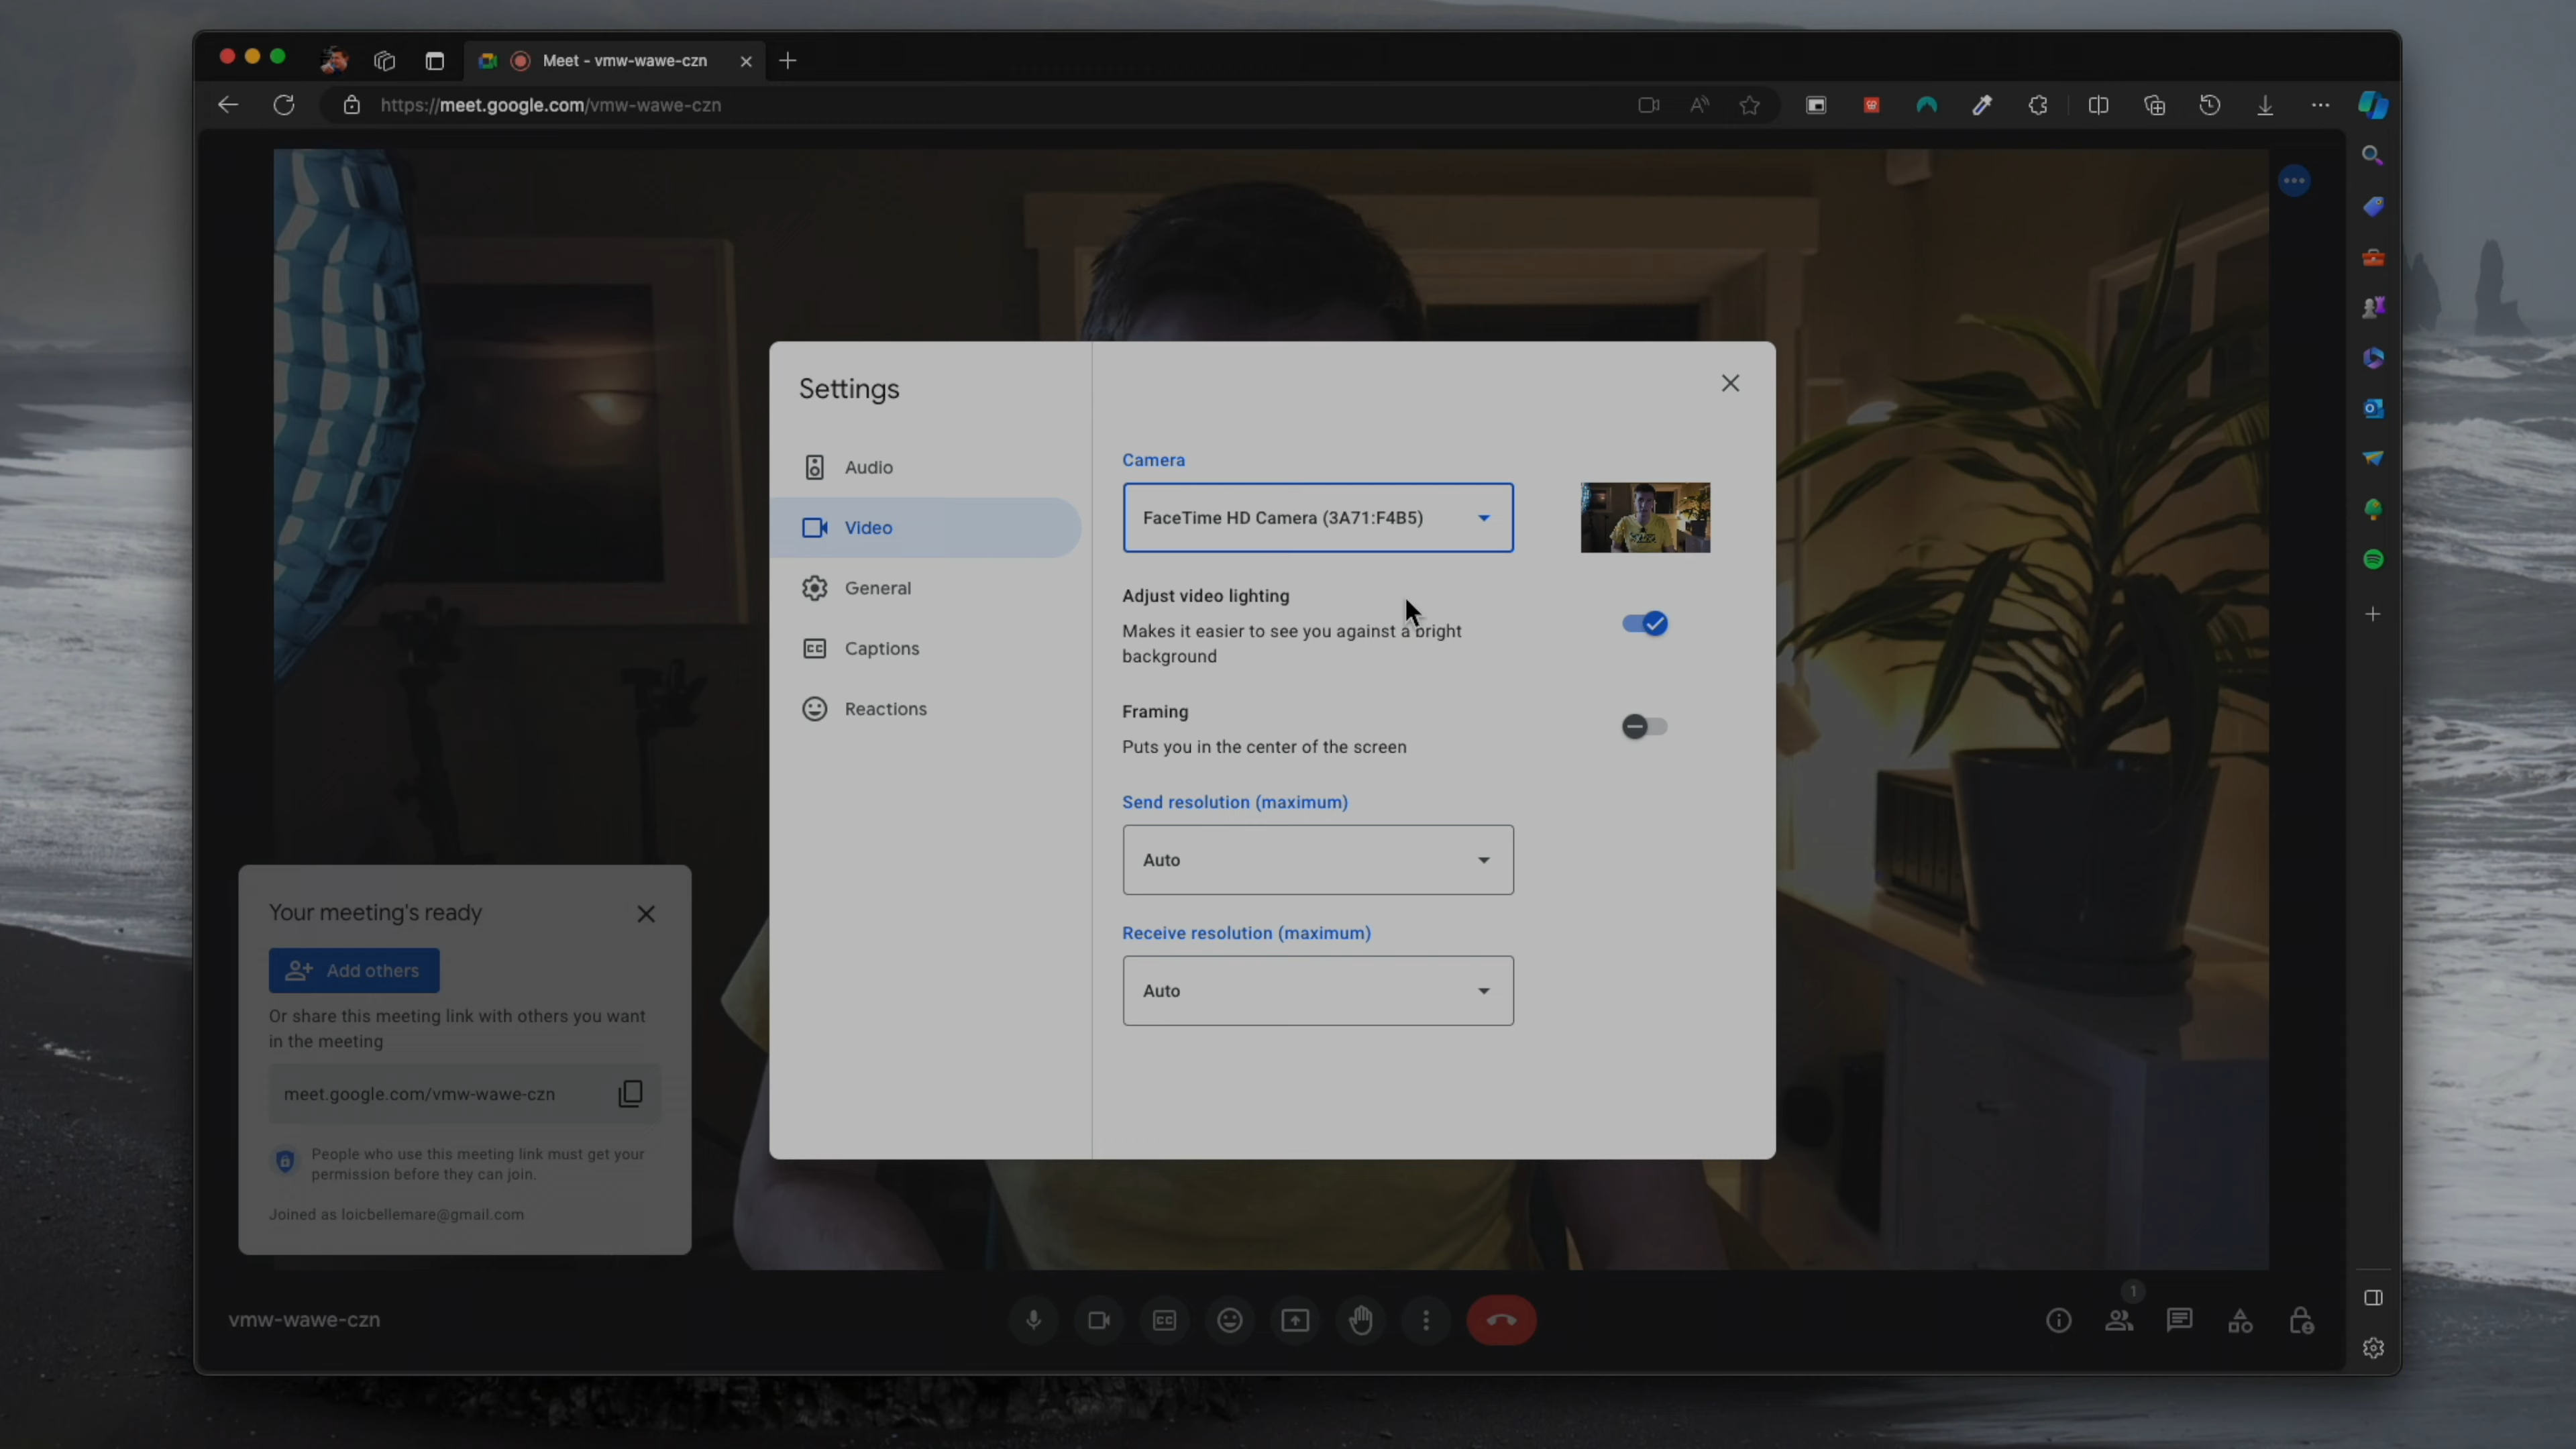 Meet - vmw-wawe-czn
https://meet.google.com/vmw-wawe-czn
Settings
Audio
Video
General
Captions
Reactions
Camera
FaceTime HD Camera (3A71:F4B5)
Adjust video lighting
Makes it easier to see you against a bright
background
Framing
Puts you in the center of the screen
Send resolution (maximum)
Auto
Receive resolution (maximum)
Auto
Your meeting's ready
Add others
Or share this meeting link with others you want
in the meeting
meet.google.com/vmw-wawe-czn
People who use this meeting link must get your
permission before they can join.
Joined as loicbellemare@gmail.com
vmw-wawe-czn
1